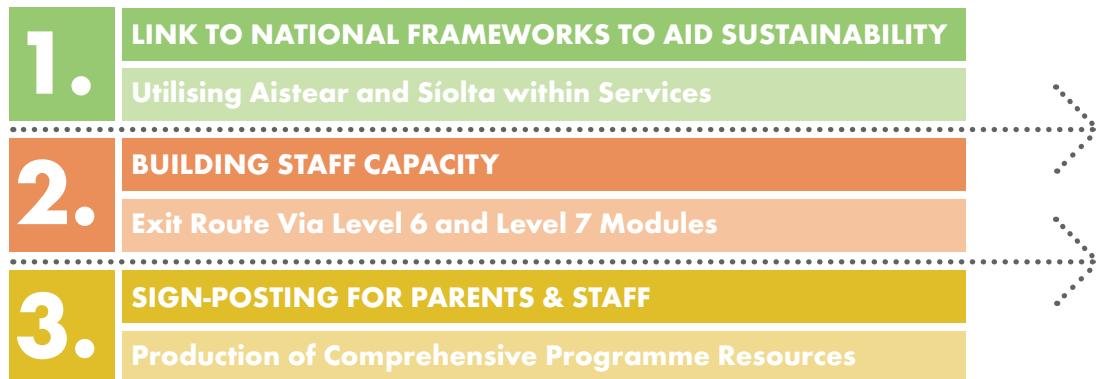 1.
LINK TO NATIONAL FRAMEWORKS TO AID SUSTAINABILITY
Utilising Aistear and Síolta within Services
2.
BUILDING STAFF CAPACITY
Exit Route Via Level 6 and Level 7 Modules
3.
SIGN-POSTING FOR PARENTS & STAFF
Production of Comprehensive Programme Resources